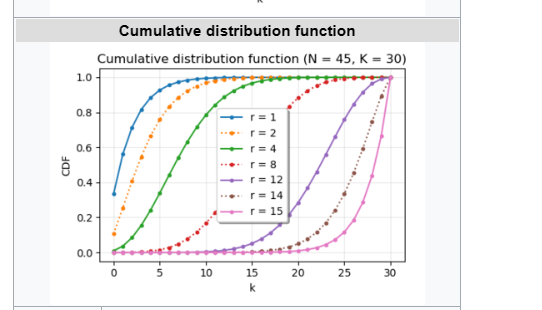 k
Cumulative distribution function
Cumulative distribution function (N = 45, K = 30)
1.0
0.8
0.6
0.4
0.2
0.0
CDF
r = 1
r = 2
r = 4
r = 8
r = 12
r = 14
r = 15
0 5 10 15 20 25 30
k